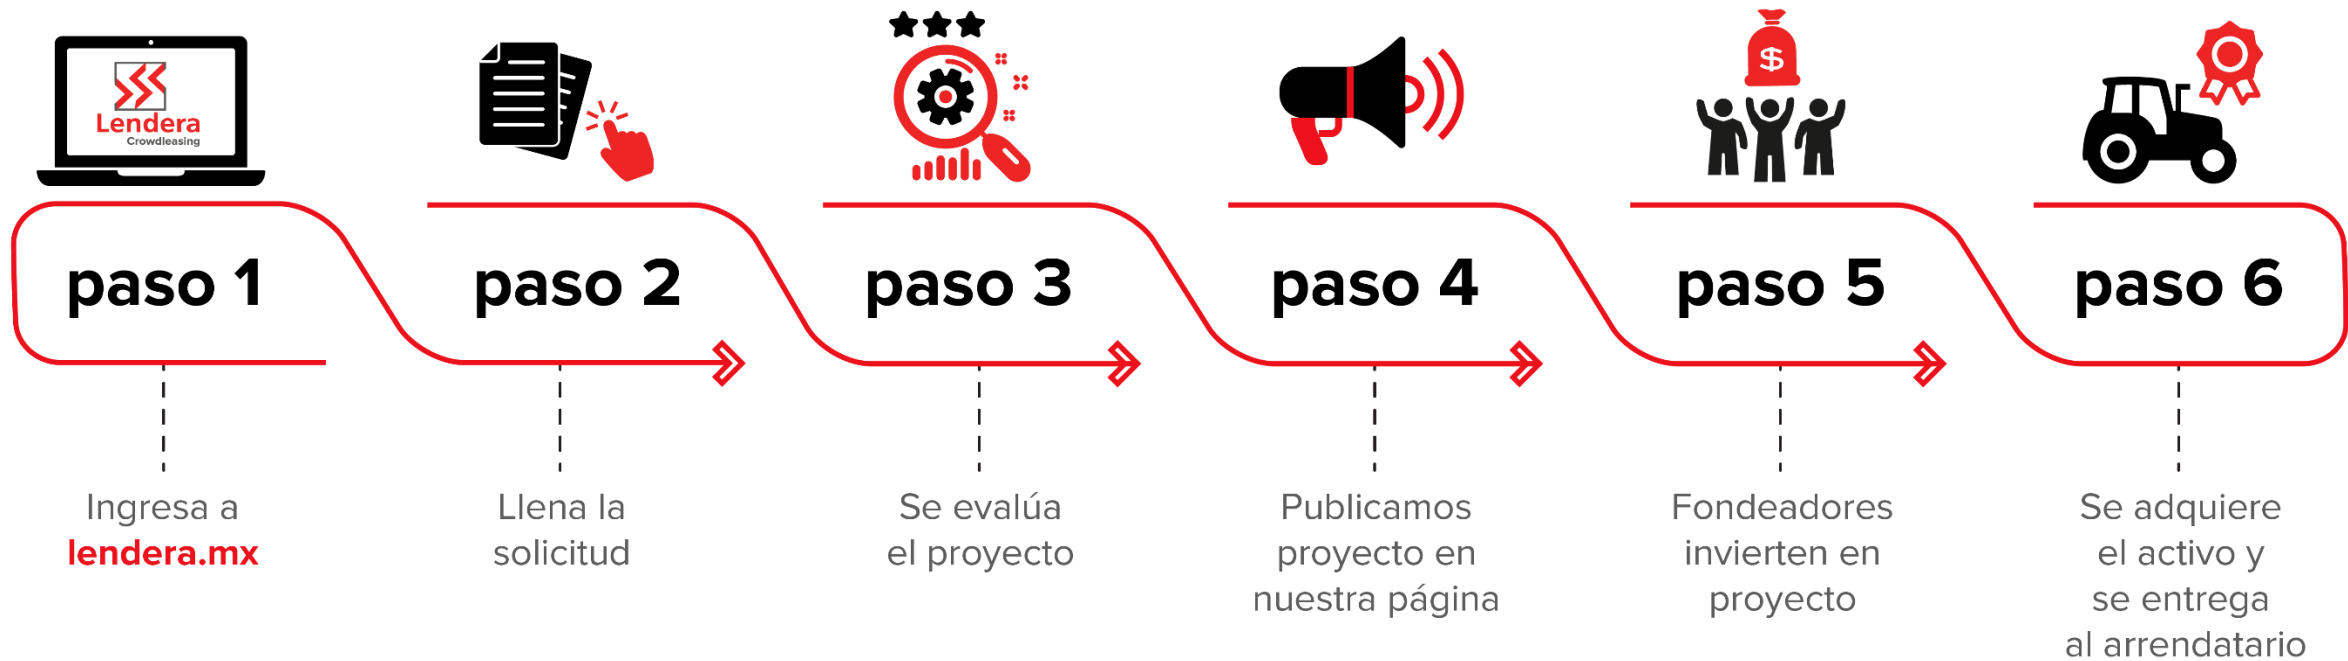 Lendera
Crowdleasing
$
paso 1
paso 2
paso 3
paso 4
paso 5
paso 6
Ingresa a
lendera.mx
Llena la
solicitud
Se evalúa
el proyecto
Publicamos
proyecto en
nuestra página
Fondeadores
invierten en
proyecto
Se adquiere
el activo y
se entrega
al arrendatario